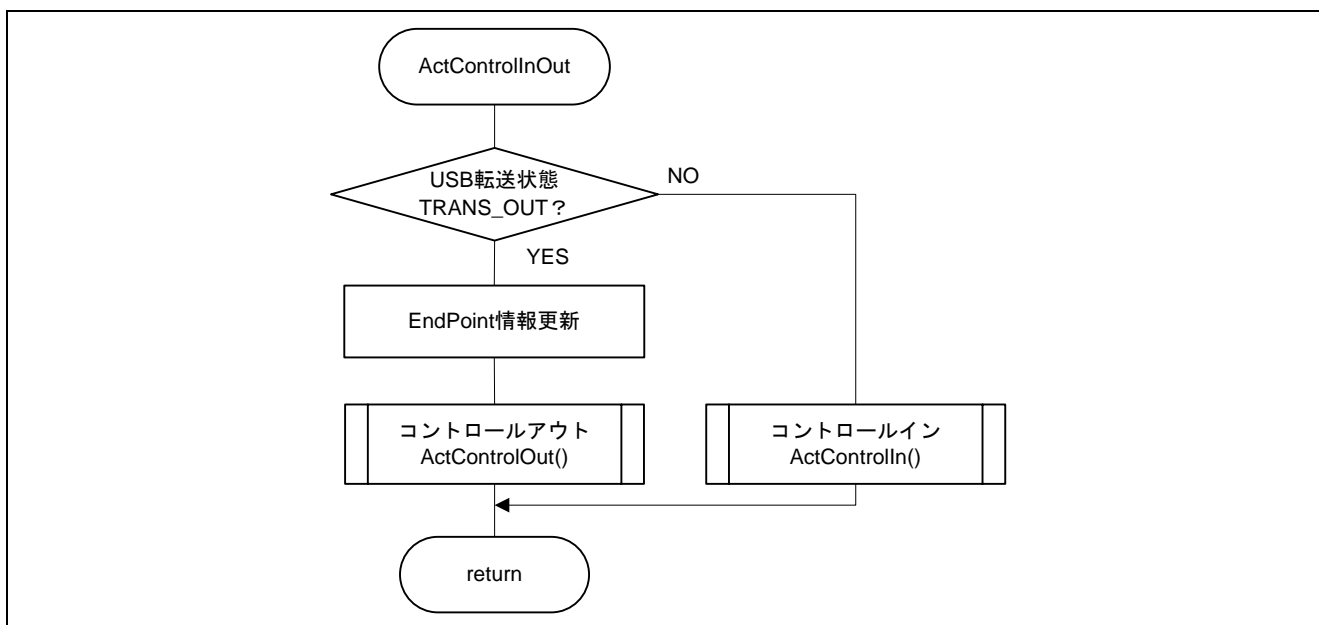 ActControlInOut
USB転送状態
TRANS_OUT？
NO
YES
EndPoint情報更新
コントロールアウト
ActControlOut()
コントロールイン
ActControlIn()
return